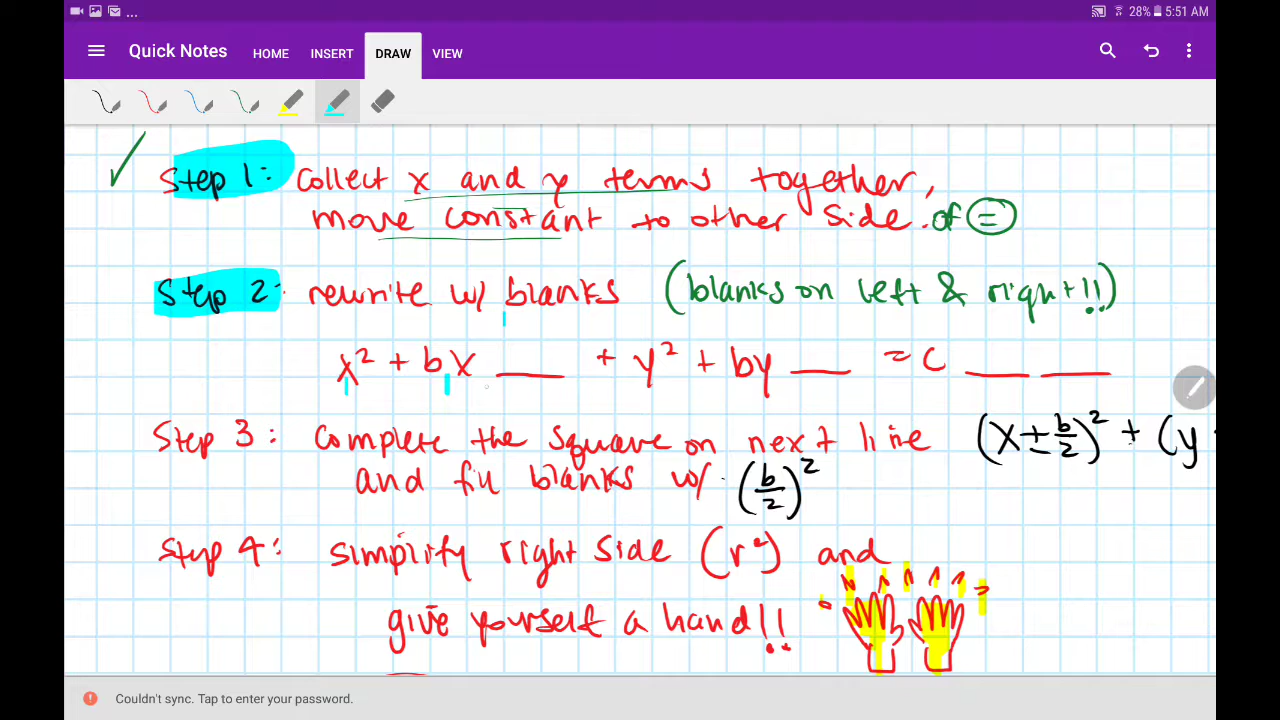 ... 28% 5:51 AM
Quick Notes HOME INSERT DRAW VIEW
Step 1: Collect x and y terms together,
move constant to other side. of =
Step 2: rewrite w/ blanks (blanks on left & right!!)
x² + bx ___ + y² + by ___ = C ___ ___
Step 3: Complete the square on next line (x ± b/2)² + (y
and fill blanks w/ (b/2)²
Step 4: simplify right side (r²) and
give yourself a hand!!
Couldn't sync. Tap to enter your password.